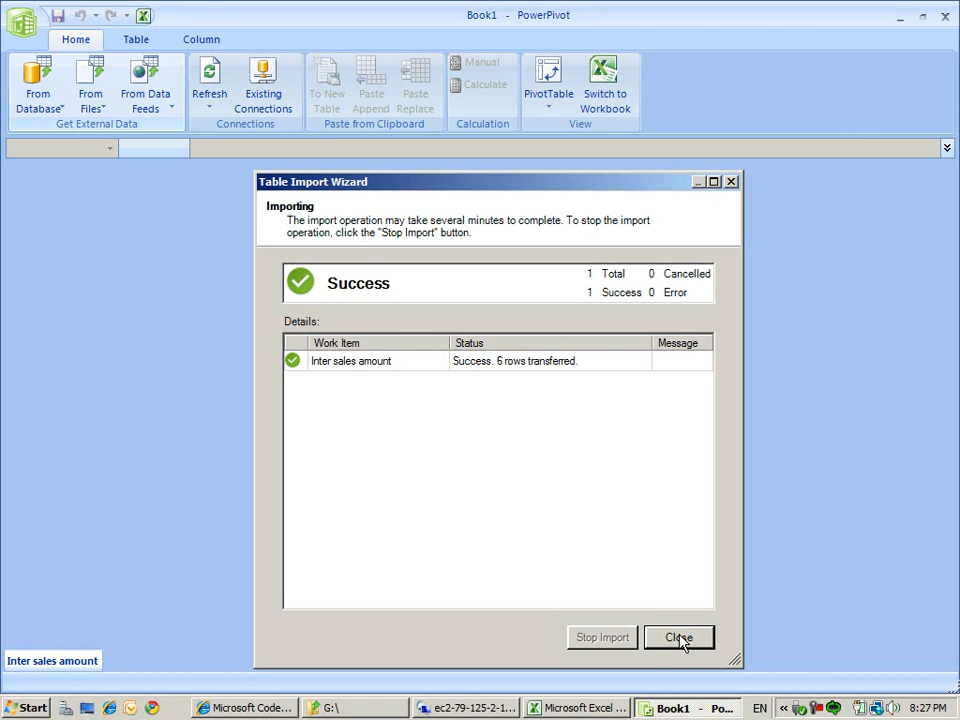 Book1 - PowerPivot
Home Table Column
From Database
From Files
From Data Feeds
Get External Data
Refresh
Existing Connections
Connections
To New Table
Paste Append
Paste Replace
Paste from Clipboard
Manual
Calculate
Calculation
PivotTable
Switch to Workbook
View
Table Import Wizard
Importing
The import operation may take several minutes to complete. To stop the import
operation, click the "Stop Import" button.
Success
1 Total 0 Cancelled
1 Success 0 Error
Details:
Work Item Status Message
Inter sales amount Success. 6 rows transferred.
Stop Import Close
Inter sales amount
Start Microsoft Code... G:\ ec2-79-125-2-1... Microsoft Excel ... Book1 - Po... EN « 8:27 PM